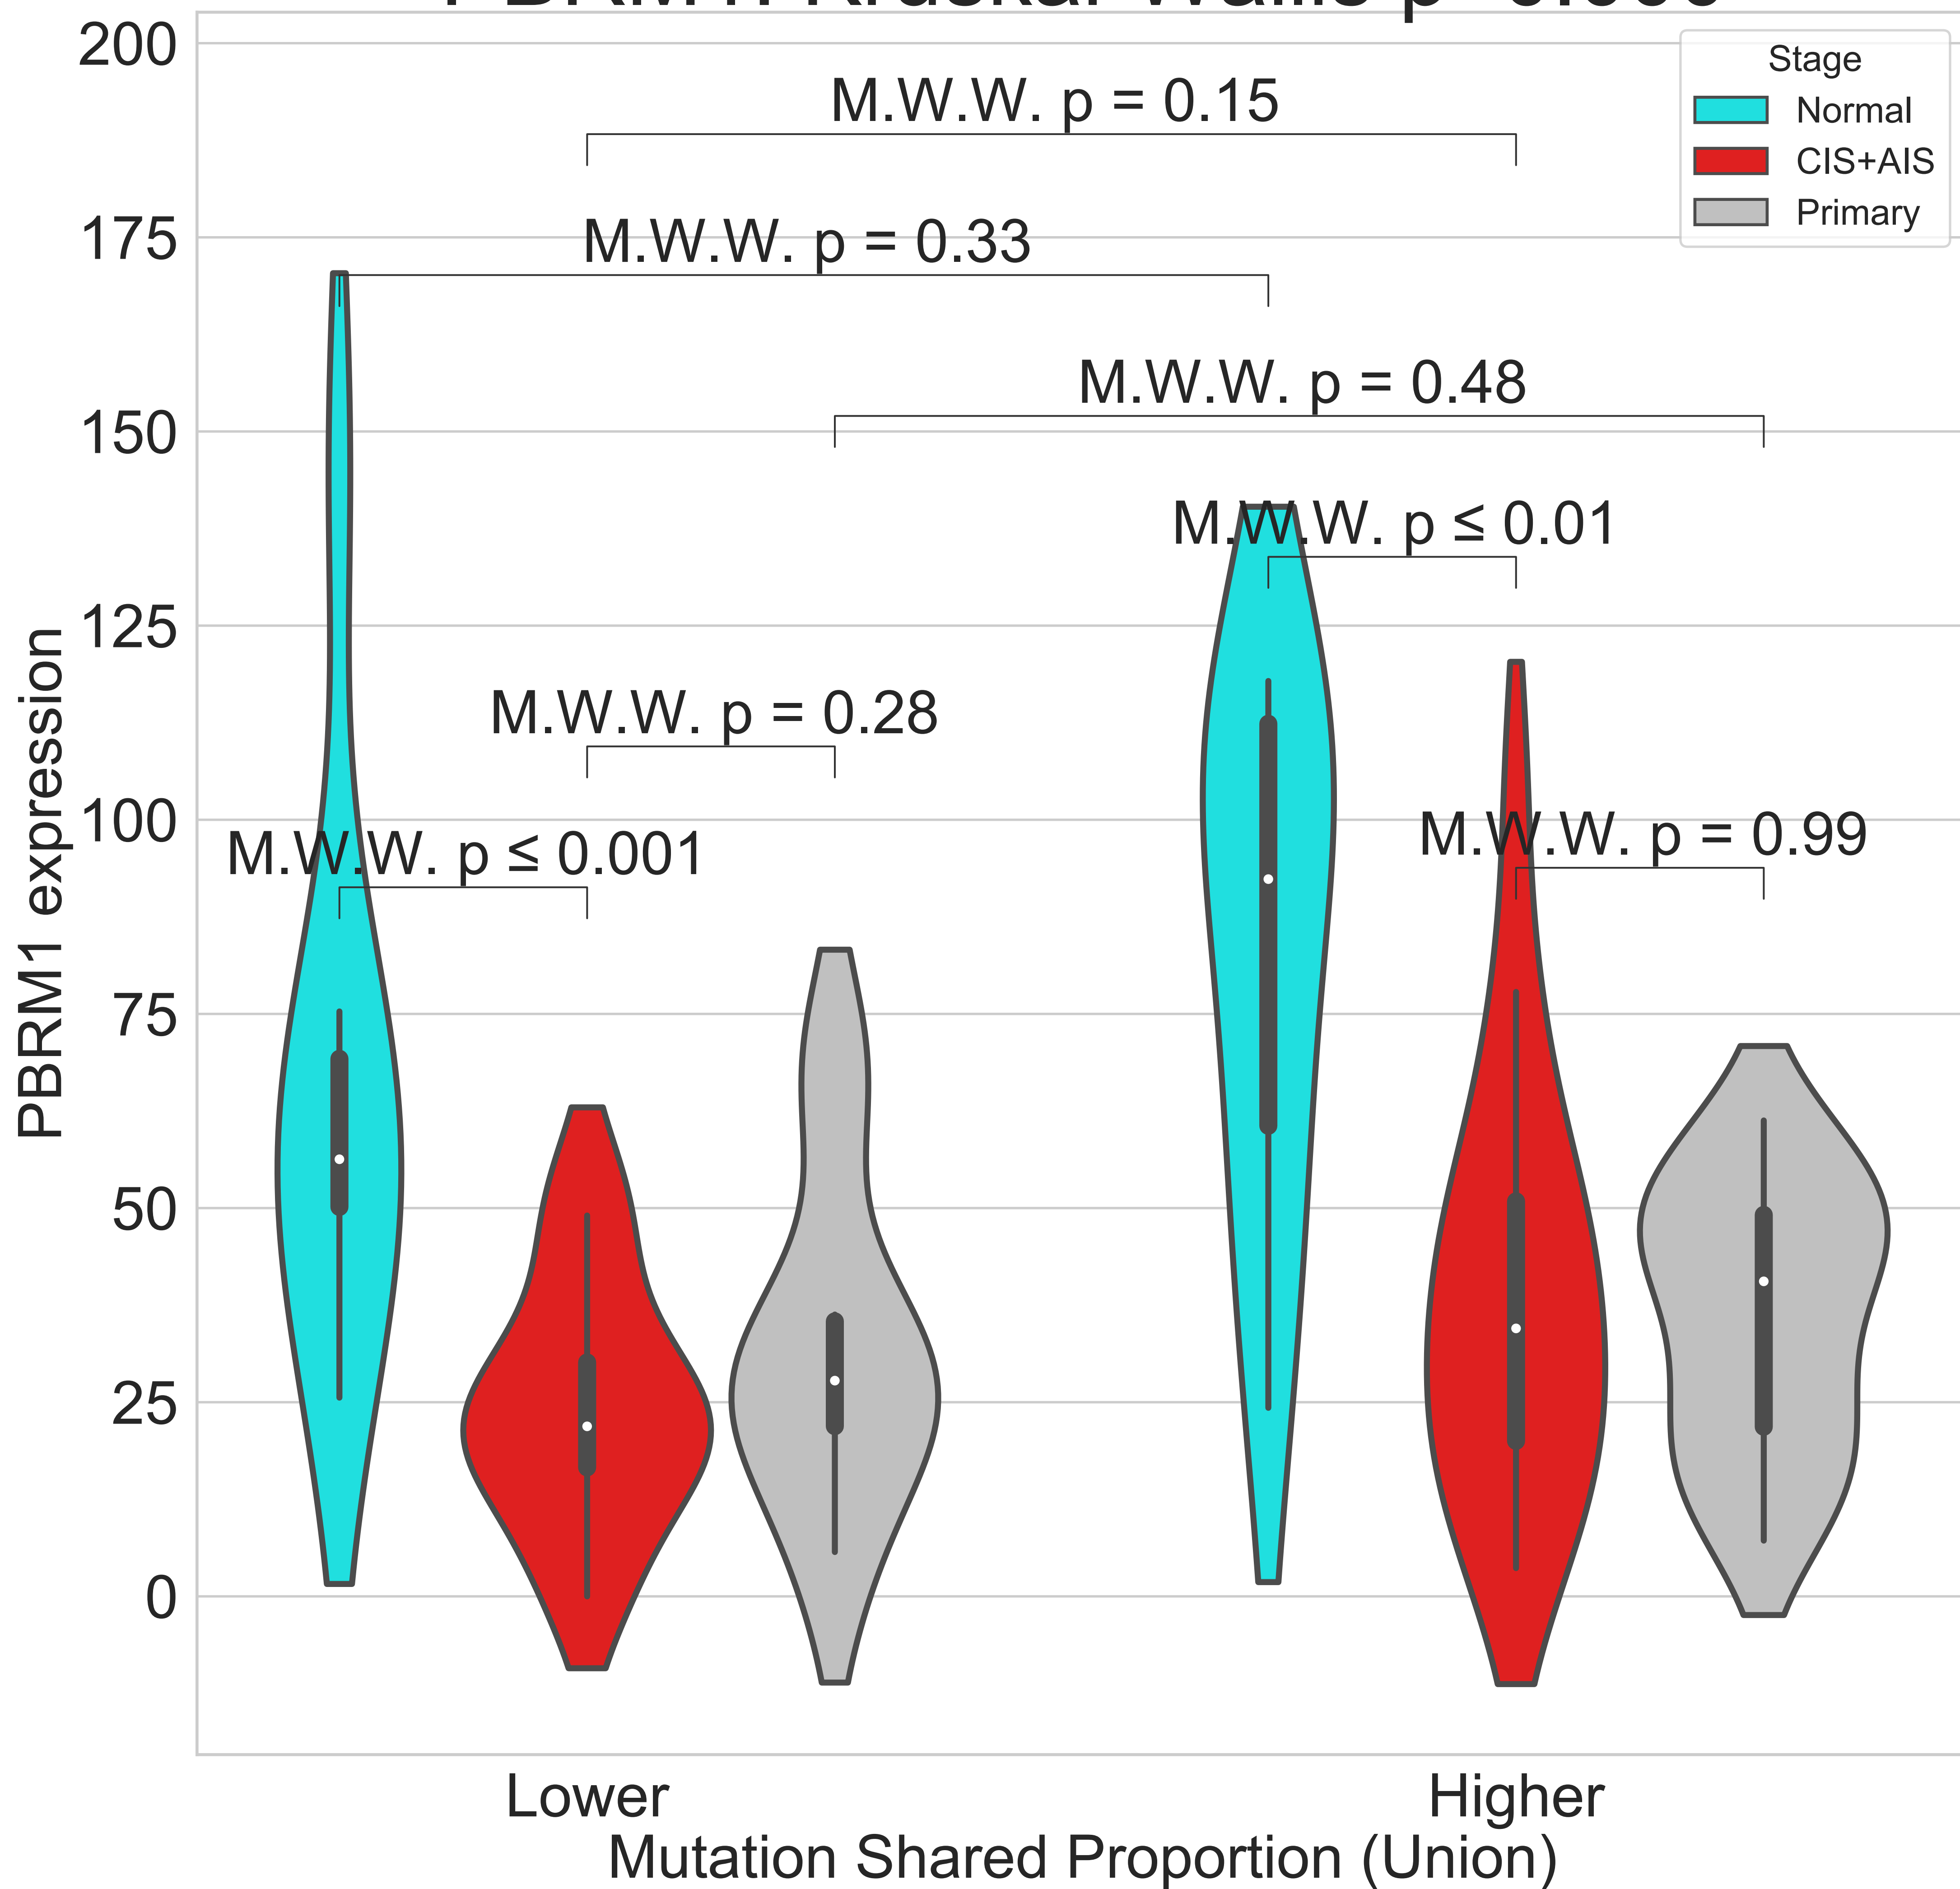 200
175
150
125
100
75
50
25
0
PBRM1 expression
Stage
Normal
CIS+AIS
Primary
M.W.W. p = 0.15
M.W.W. p = 0.33
M.W.W. p = 0.48
M.W.W. p ≤ 0.01
M.W.W. p = 0.28
M.W.W. p ≤ 0.001
M.W.W. p = 0.99
Lower
Higher
Mutation Shared Proportion (Union)